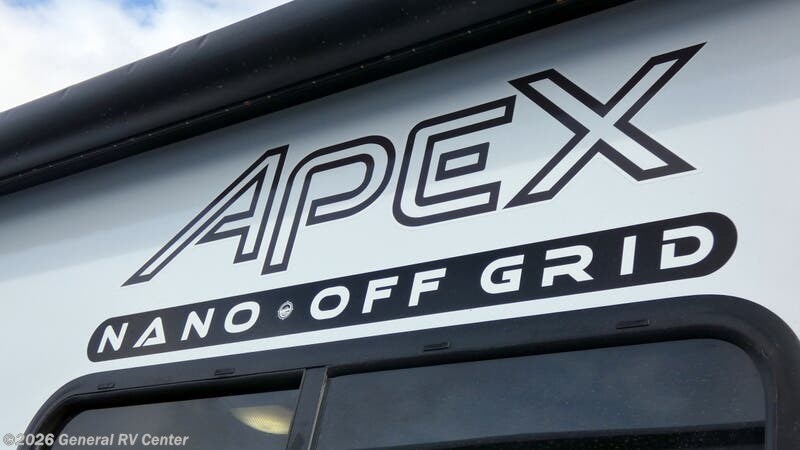 APEX
NANO OFF GRID
©2026 General RV Center